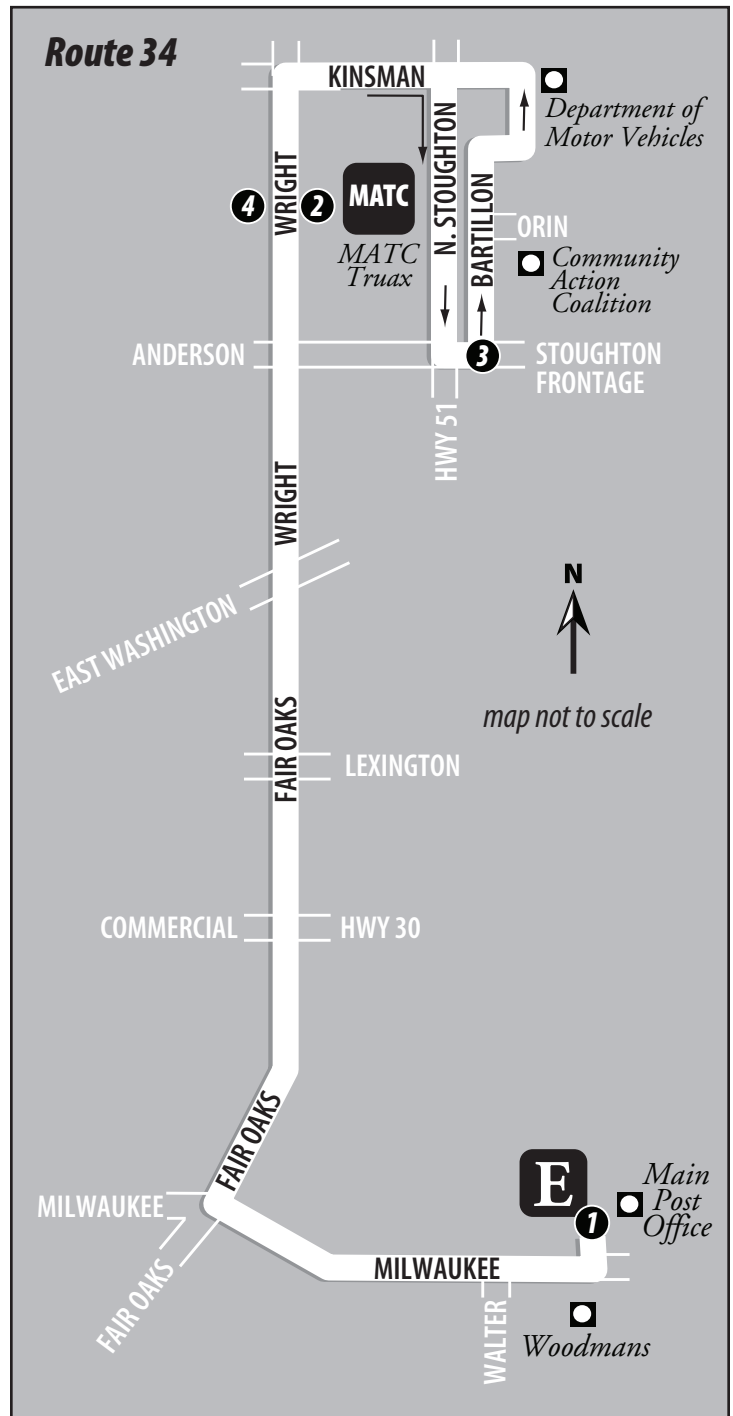 Route 34
KINSMAN
Department of
Motor Vehicles
WRIGHT
4
2
MATC
MATC
Truax
N. STOUGHTON
BARTILLON
ORIN
Community
Action
Coalition
ANDERSON
3
STOUGHTON
FRONTAGE
HWY 51
WRIGHT
EAST WASHINGTON
N
map not to scale
FAIR OAKS
LEXINGTON
COMMERCIAL
HWY 30
FAIR OAKS
MILWAUKEE
FAIR OAKS
E
1
Main
Post
Office
MILWAUKEE
WALTER
Woodmans